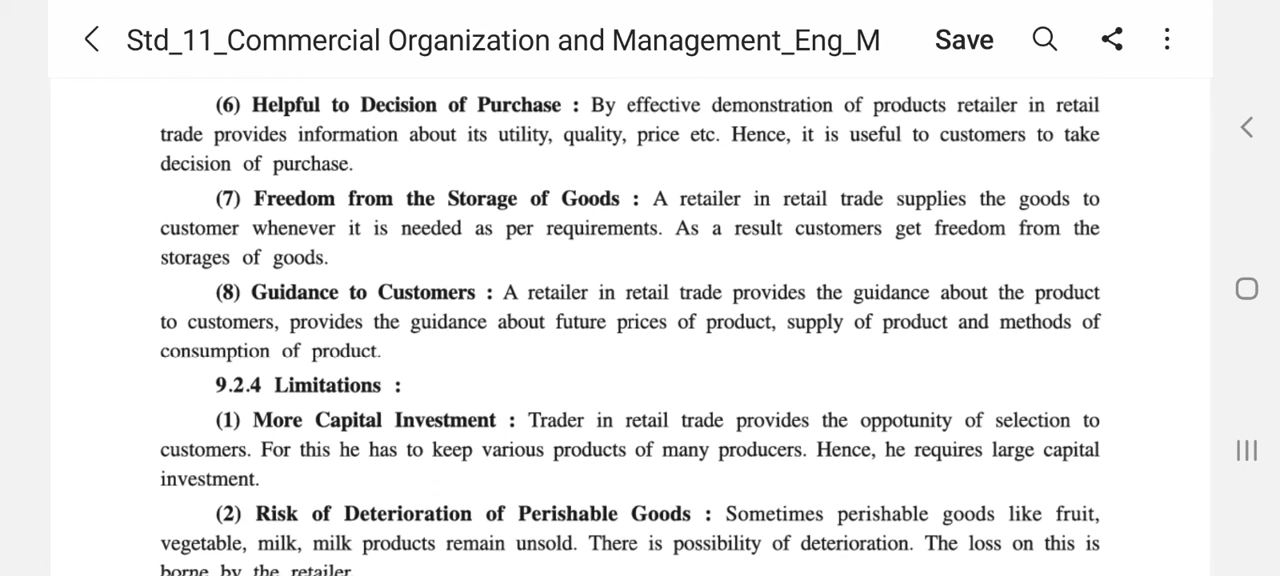 Std_11_Commercial Organization and Management_Eng_M Save
(6) Helpful to Decision of Purchase : By effective demonstration of products retailer in retail
trade provides information about its utility, quality, price etc. Hence, it is useful to customers to take
decision of purchase.
(7) Freedom from the Storage of Goods : A retailer in retail trade supplies the goods to
customer whenever it is needed as per requirements. As a result customers get freedom from the
storages of goods.
(8) Guidance to Customers : A retailer in retail trade provides the guidance about the product
to customers, provides the guidance about future prices of product, supply of product and methods of
consumption of product.
9.2.4 Limitations :
(1) More Capital Investment : Trader in retail trade provides the oppotunity of selection to
customers. For this he has to keep various products of many producers. Hence, he requires large capital
investment.
(2) Risk of Deterioration of Perishable Goods : Sometimes perishable goods like fruit,
vegetable, milk, milk products remain unsold. There is possibility of deterioration. The loss on this is
borne by the retailer.